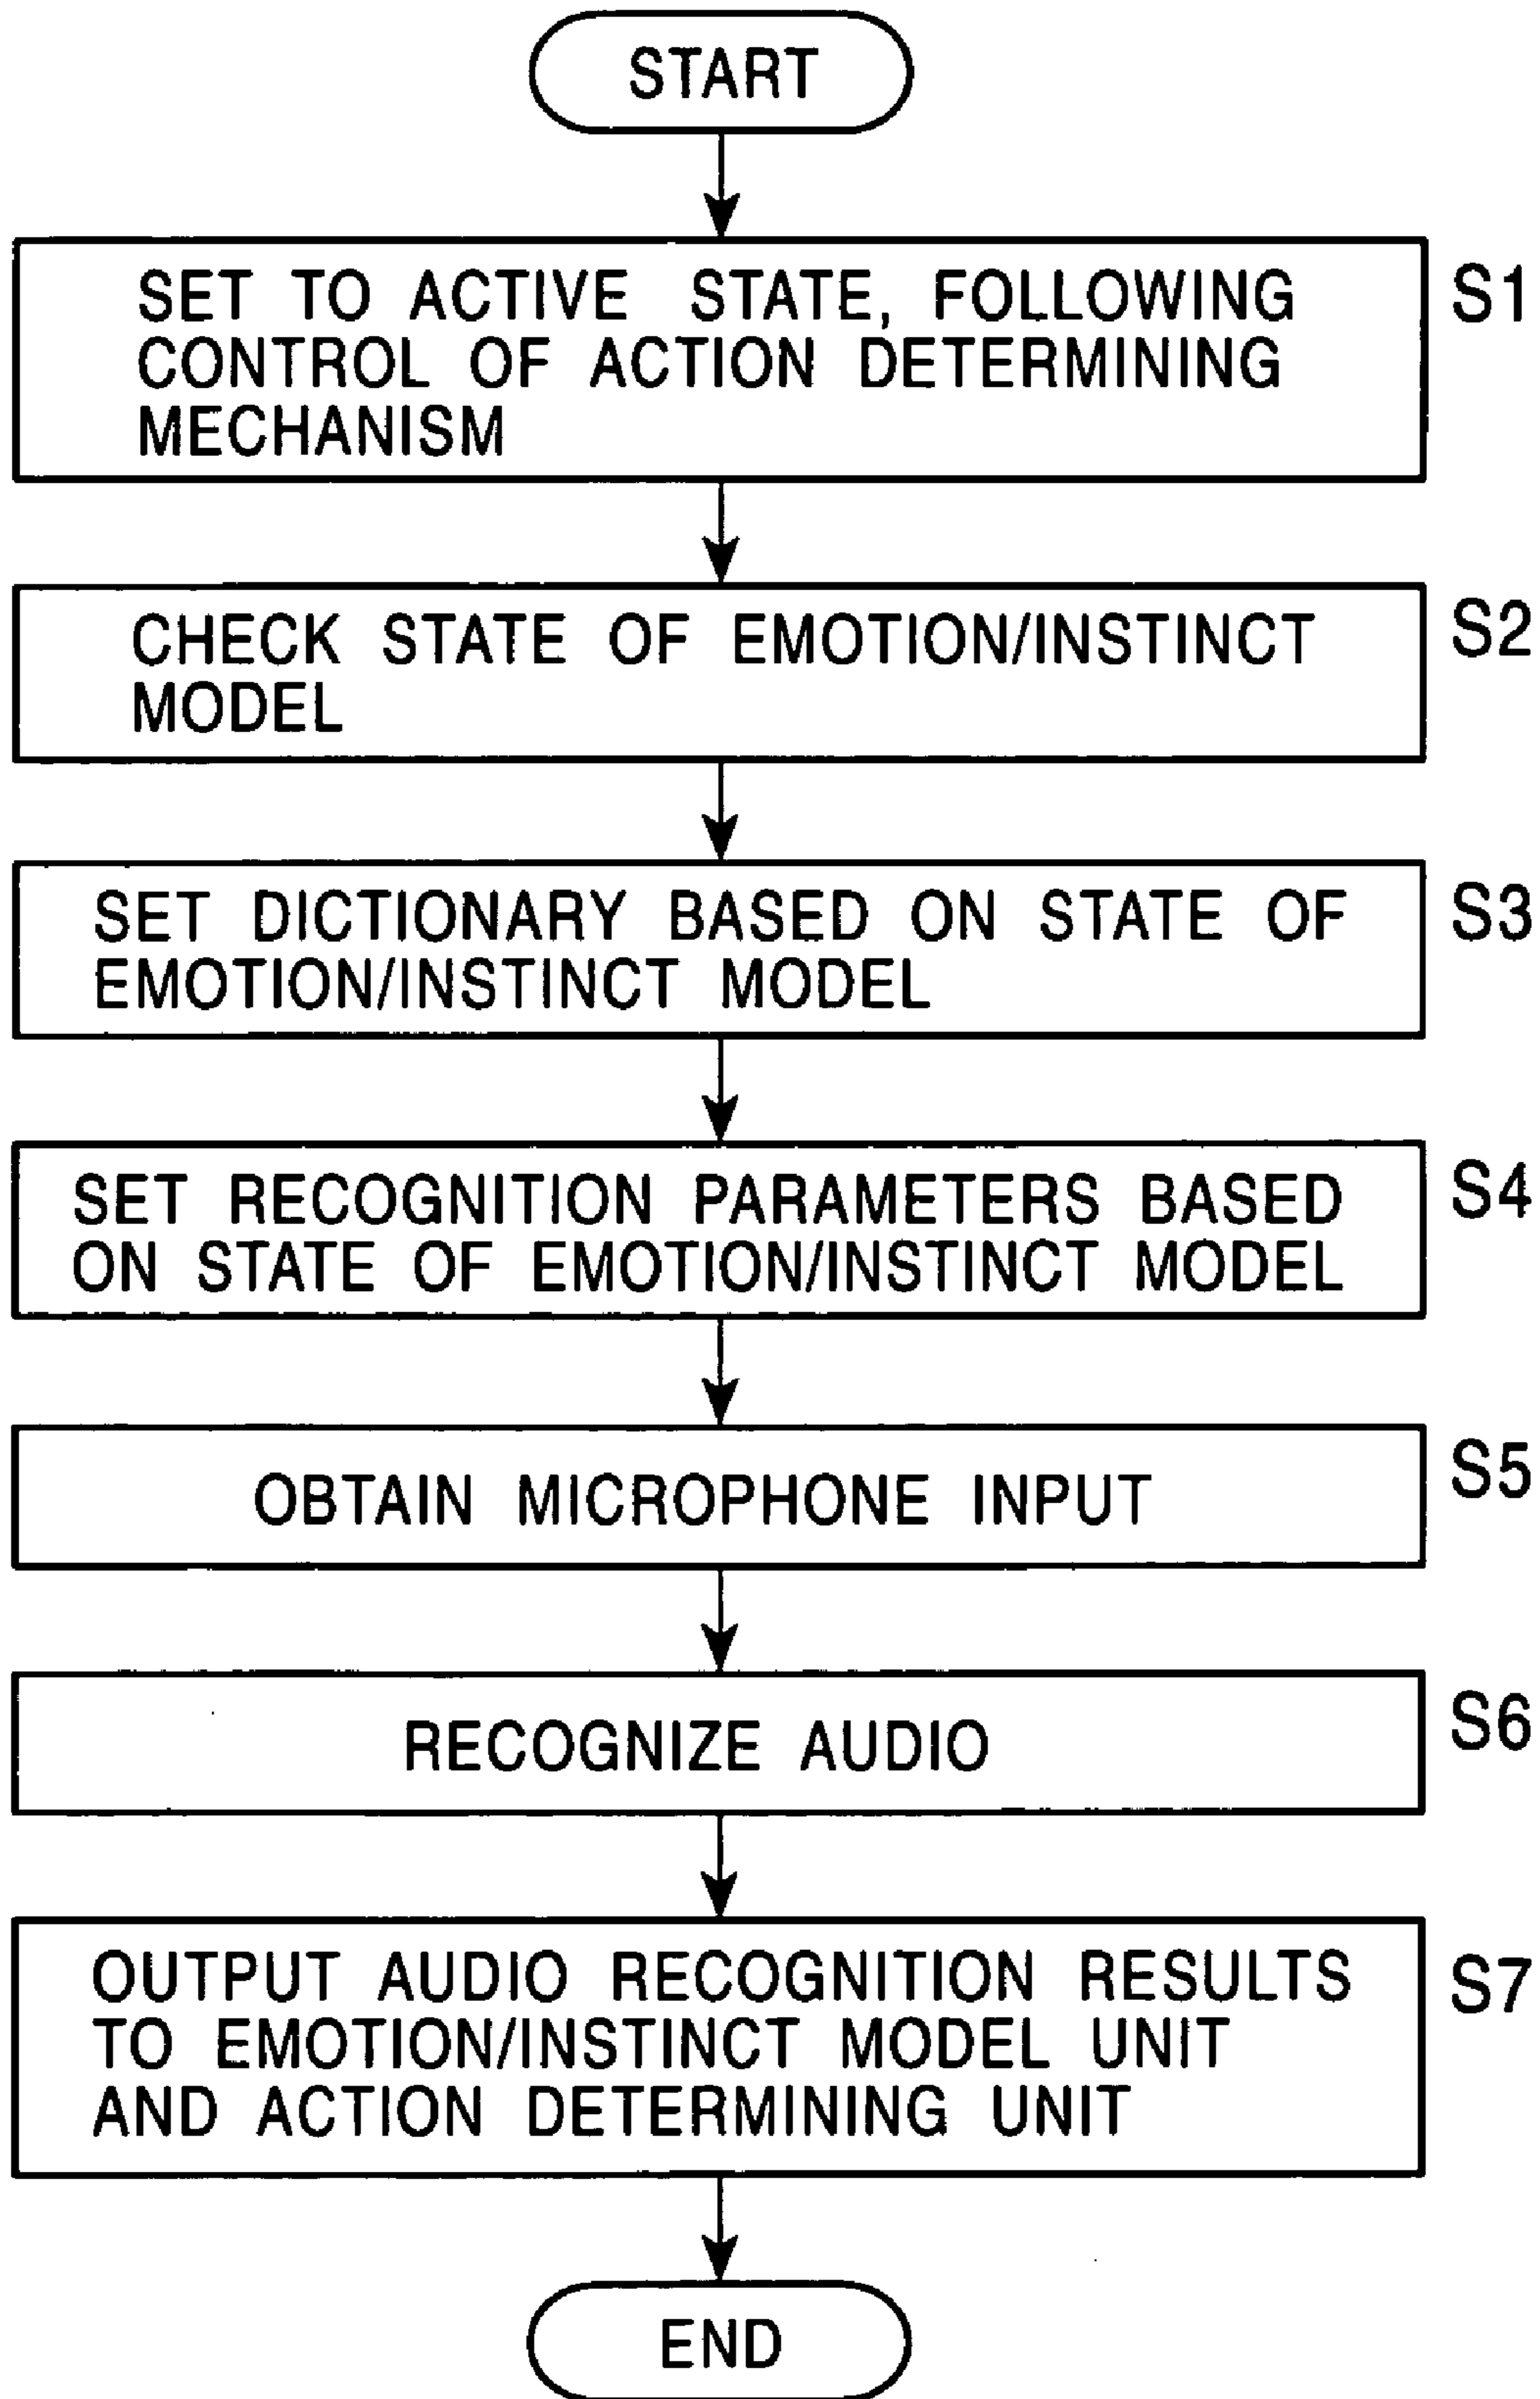 START
SET TO ACTIVE STATE, FOLLOWING
CONTROL OF ACTION DETERMINING
MECHANISM
S1
CHECK STATE OF EMOTION/INSTINCT
MODEL
S2
SET DICTIONARY BASED ON STATE OF
EMOTION/INSTINCT MODEL
S3
SET RECOGNITION PARAMETERS BASED
ON STATE OF EMOTION/INSTINCT MODEL
S4
OBTAIN MICROPHONE INPUT
S5
RECOGNIZE AUDIO
S6
OUTPUT AUDIO RECOGNITION RESULTS
TO EMOTION/INSTINCT MODEL UNIT
AND ACTION DETERMINING UNIT
S7
END